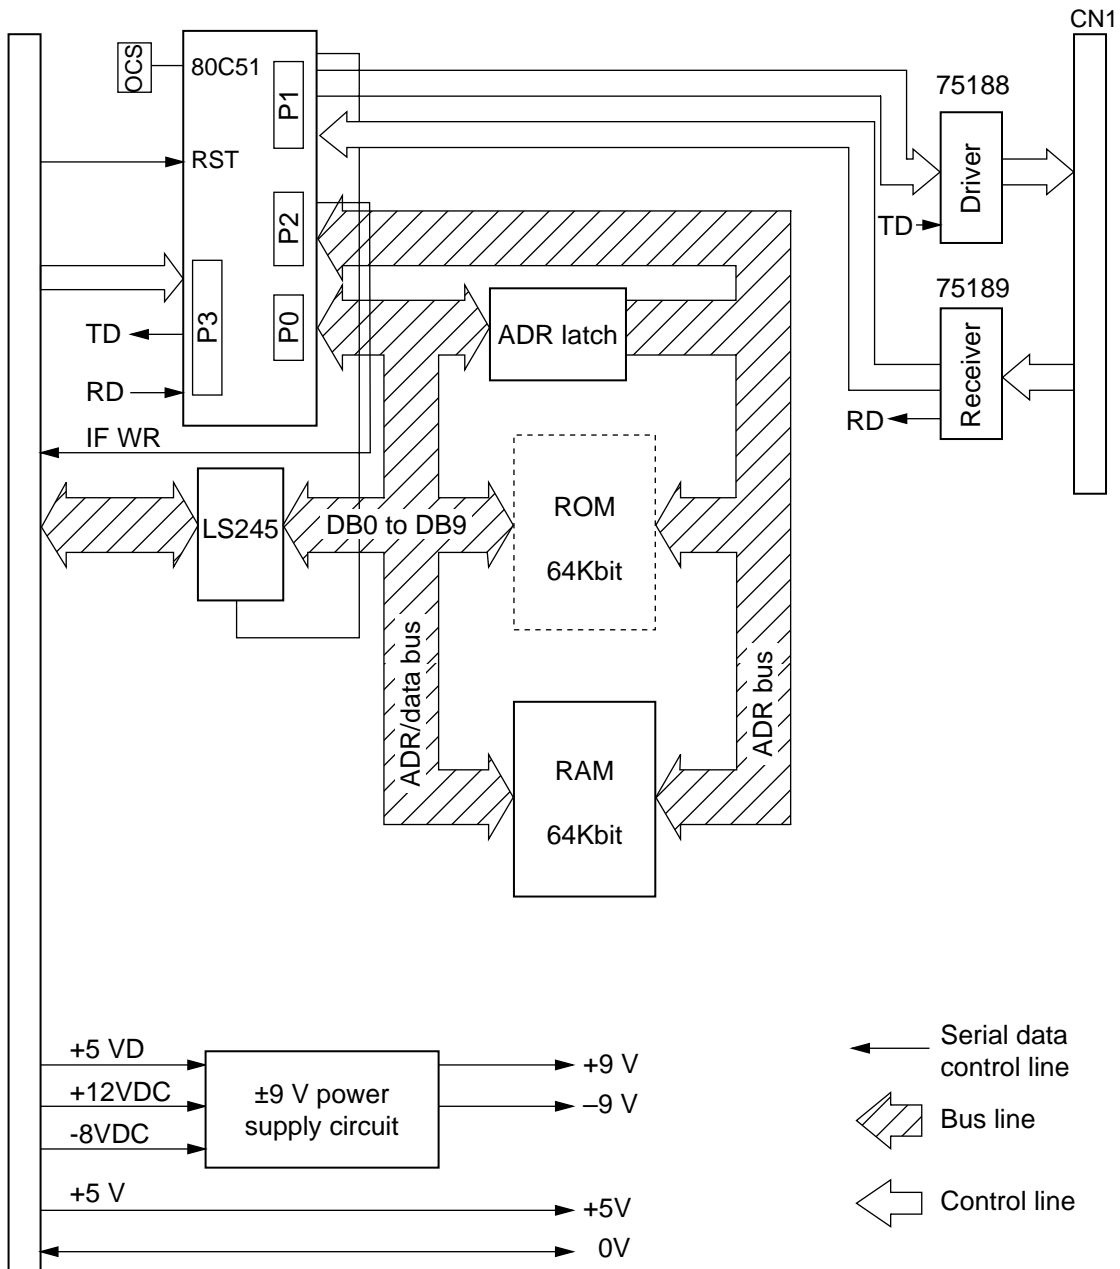 CN1
OCS
80C51
P1
RST
P2
P0
P3
TD
RD
IF WR
75188
Driver
TD
75189
Receiver
RD
ADR latch
LS245
DB0 to DB9
ROM
64Kbit
ADR/data bus
ADR bus
RAM
64Kbit
+5 VD
+12VDC
-8VDC
±9 V power
supply circuit
+9 V
–9 V
+5 V
+5V
0V
Serial data
control line
Bus line
Control line